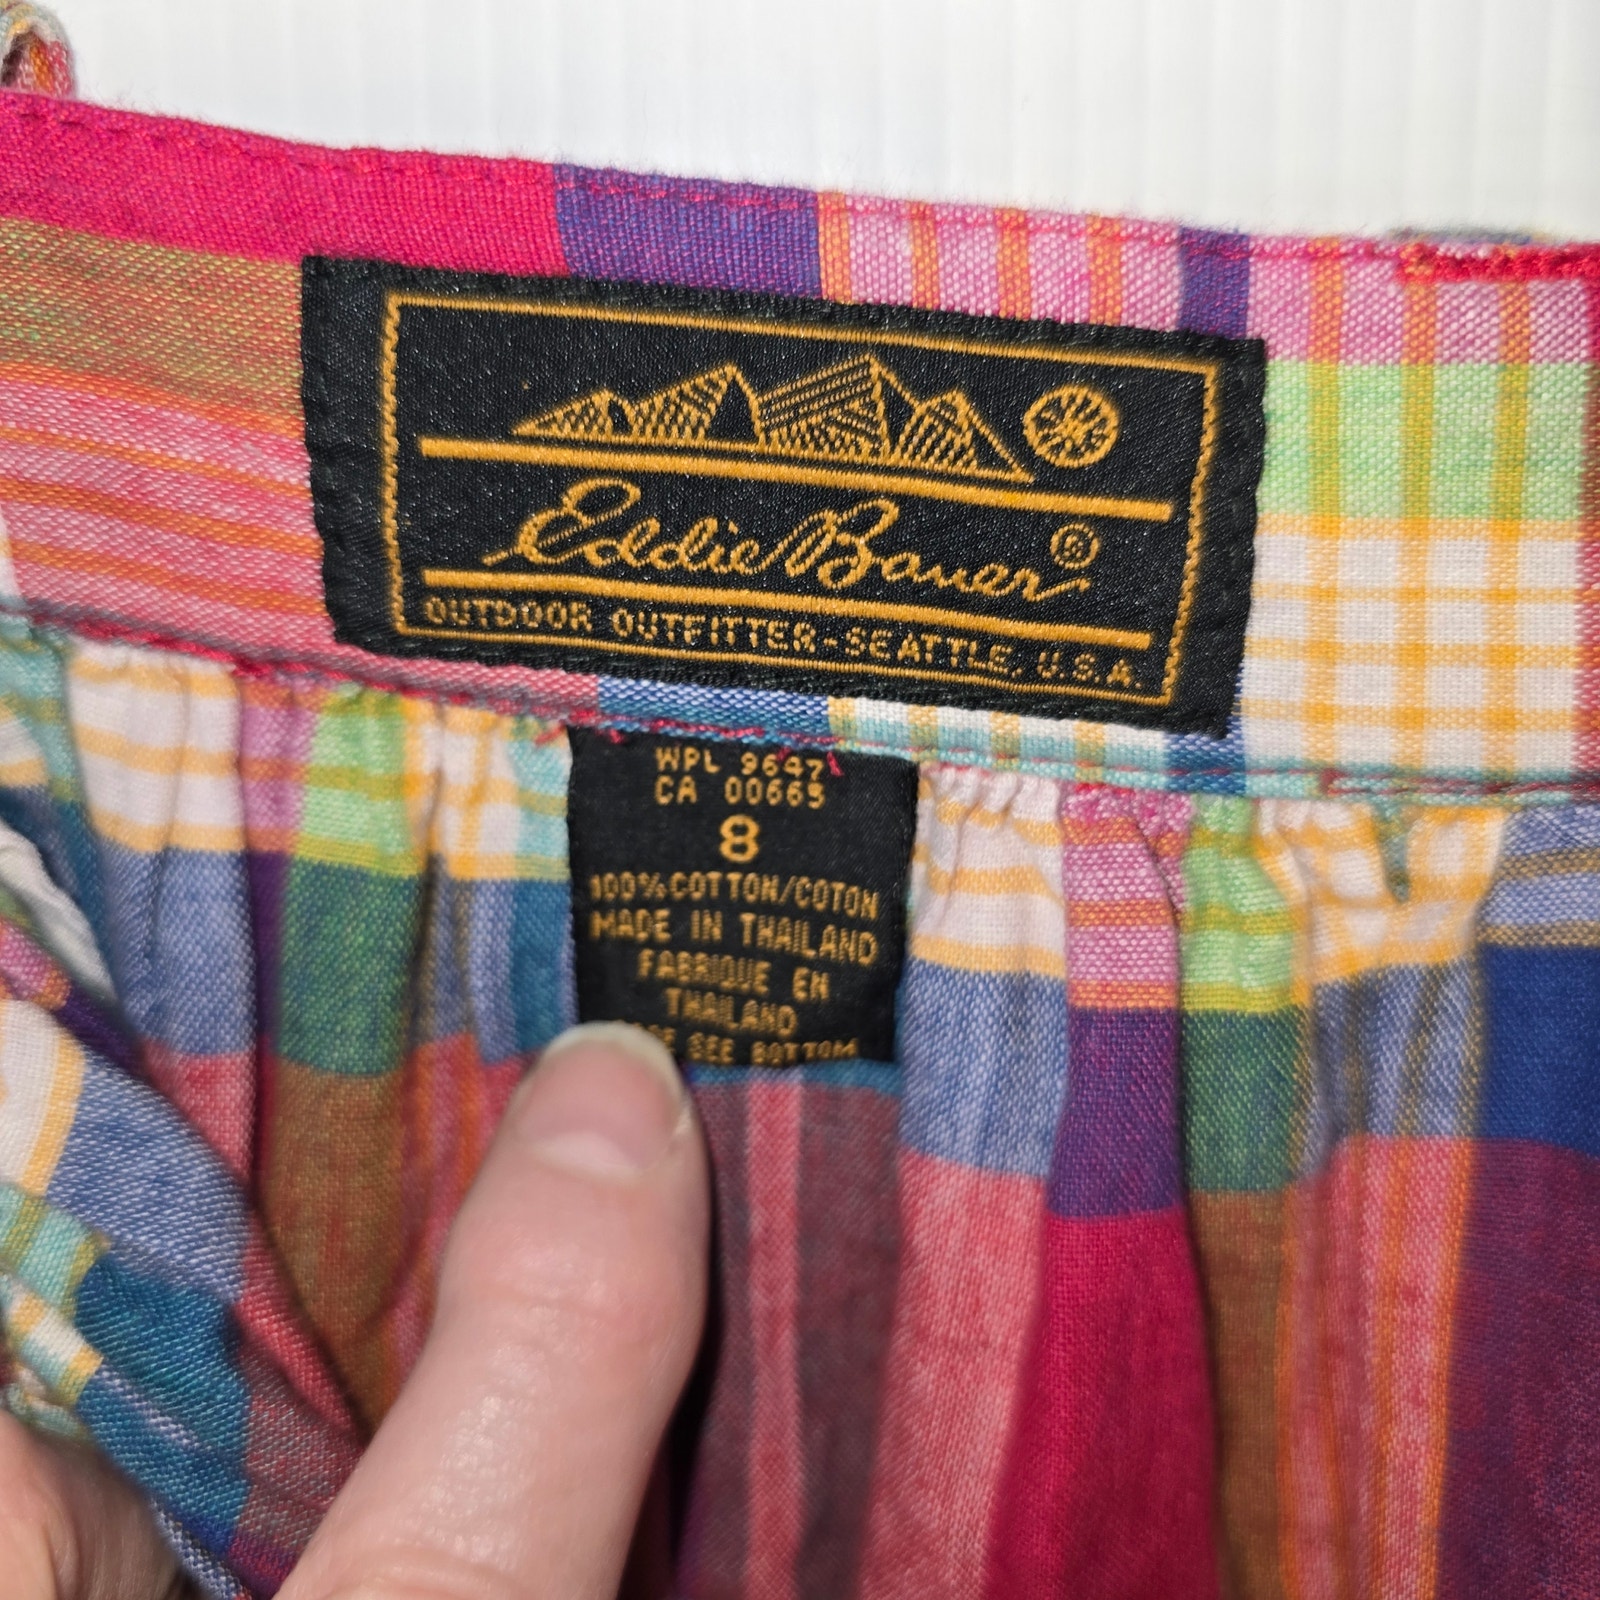 Eddie Bauer®
OUTDOOR OUTFITTER-SEATTLE, U.S.A.
WPL 9647
CA 00665
8
100% COTTON/COTON
MADE IN THAILAND
FABRIQUE EN
THAILAND
SEE BOTTOM